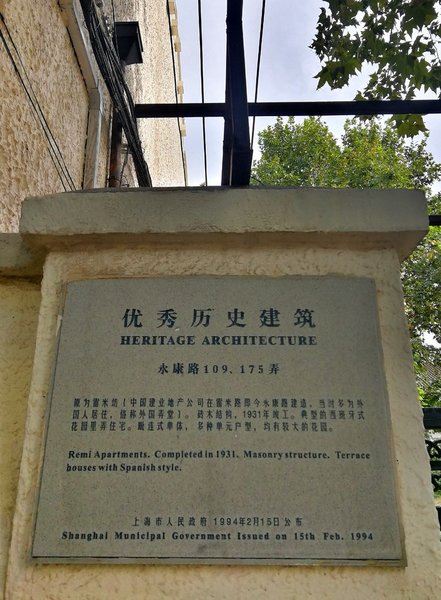 优秀历史建筑
HERITAGE ARCHITECTURE
永康路109、175弄
原为雷米坊(中国建业地产公司在雷米路即今永康路建造，当时多为外
国人居住，俗称外国弄堂)。砖木结构，1931年竣工。典型的西班牙式
花园里弄住宅。毗连式单体，多种单元户型，均有较大的花园。
Remi Apartments. Completed in 1931. Masonry structure. Terrace
houses with Spanish style.
上海市人民政府 1994年2月15日公布
Shanghai Municipal Government Issued on 15th Feb. 1994